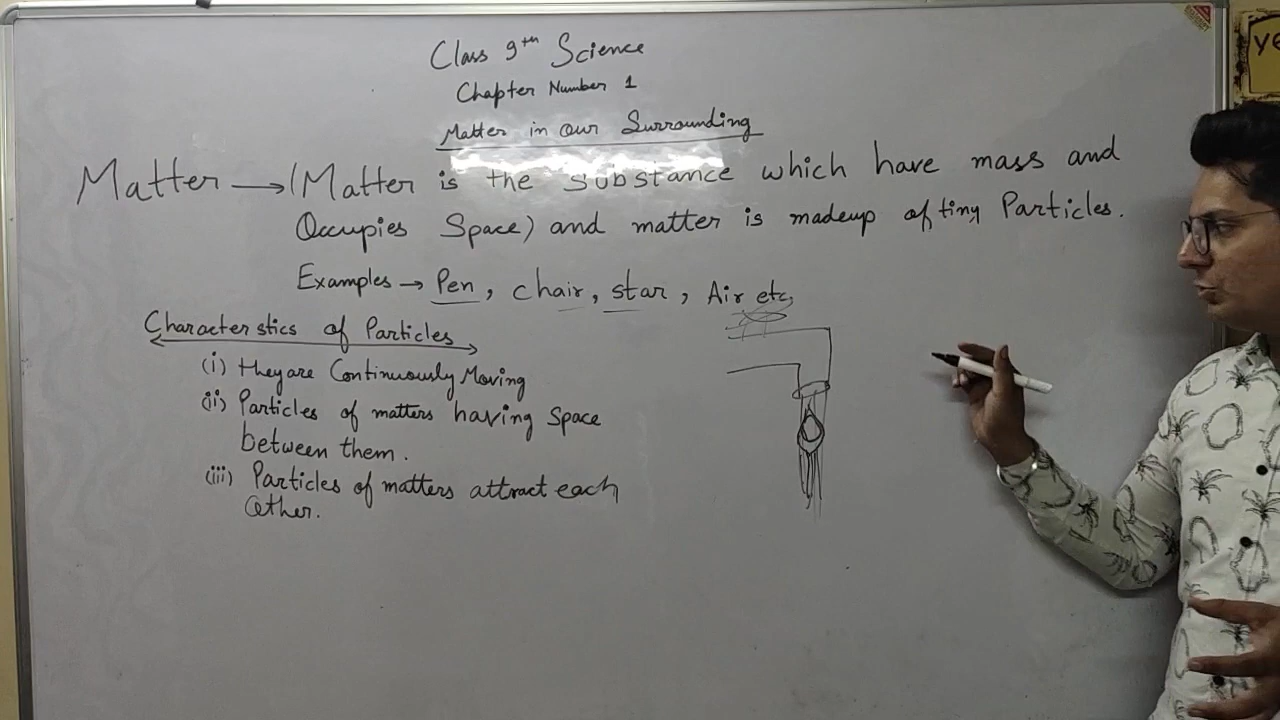 Class 9th Science
Chapter Number 1
Matter in our Surrounding
Matter → (Matter is the substance which have mass and
Occupies Space) and matter is madeup of tiny Particles.
Examples → Pen, chair, star, Air etc,
Characterstics of Particles
(i) they are Continuously Moving
(ii) Particles of matters having space
between them.
(iii) Particles of matters attract each
Other.
ye